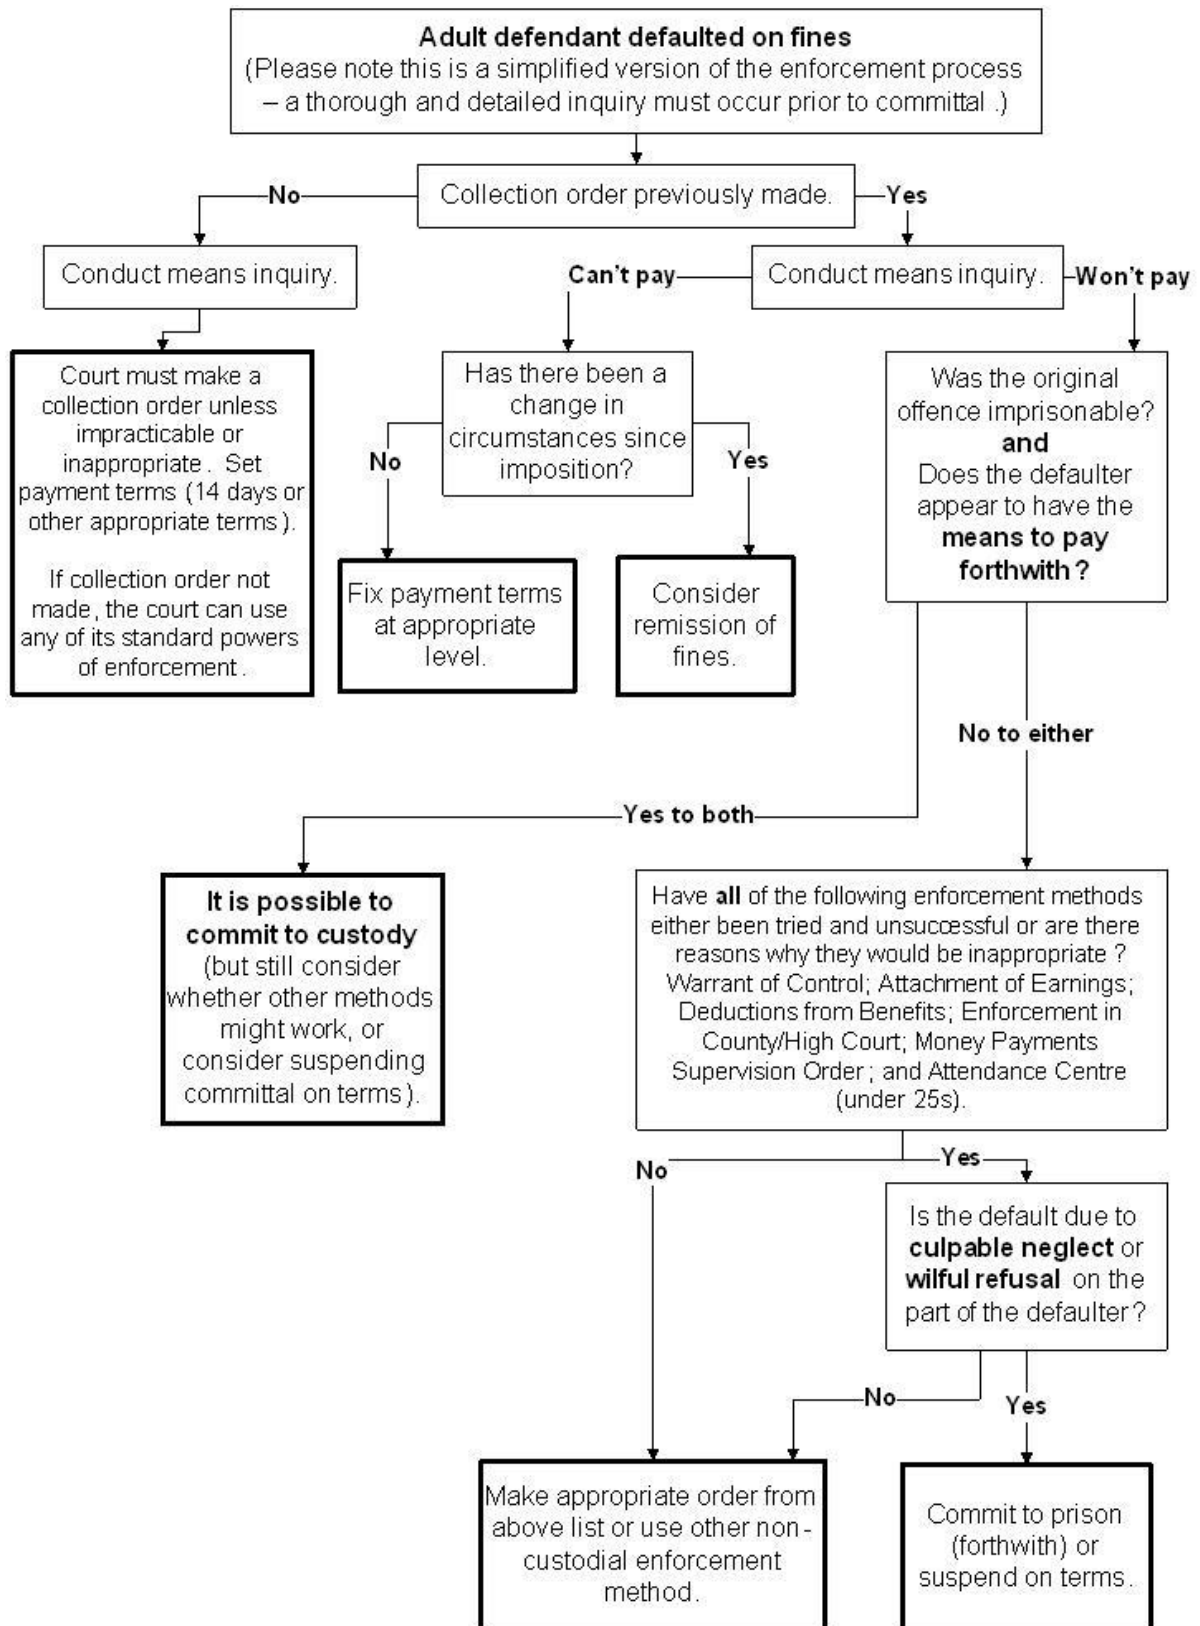 Adult defendant defaulted on fines
(Please note this is a simplified version of the enforcement process
– a thorough and detailed inquiry must occur prior to committal .)
Collection order previously made.
No
Yes
Conduct means inquiry.
Conduct means inquiry.
Can't pay
Won't pay
Court must make a
collection order unless
impracticable or
inappropriate. Set
payment terms (14 days or
other appropriate terms).
If collection order not
made, the court can use
any of its standard powers
of enforcement.
Has there been a
change in
circumstances since
imposition?
No
Yes
Fix payment terms
at appropriate
level.
Consider
remission of
fines.
Was the original
offence imprisonable?
and
Does the defaulter
appear to have the
means to pay
forthwith?
No to either
Yes to both
It is possible to
commit to custody
(but still consider
whether other methods
might work, or
consider suspending
committal on terms).
Have all of the following enforcement methods
either been tried and unsuccessful or are there
reasons why they would be inappropriate?
Warrant of Control; Attachment of Earnings;
Deductions from Benefits; Enforcement in
County/High Court; Money Payments
Supervision Order; and Attendance Centre
(under 25s).
No
Yes
Is the default due to
culpable neglect or
wilful refusal on the
part of the defaulter?
No
Yes
Make appropriate order from
above list or use other non-
custodial enforcement
method.
Commit to prison
(forthwith) or
suspend on terms.